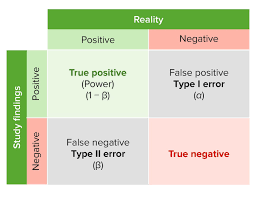 Reality
Positive
Negative
Study findings
Positive
True positive
(Power)
(1 − β)
False positive
Type I error
(α)
Negative
False negative
Type II error
(β)
True negative